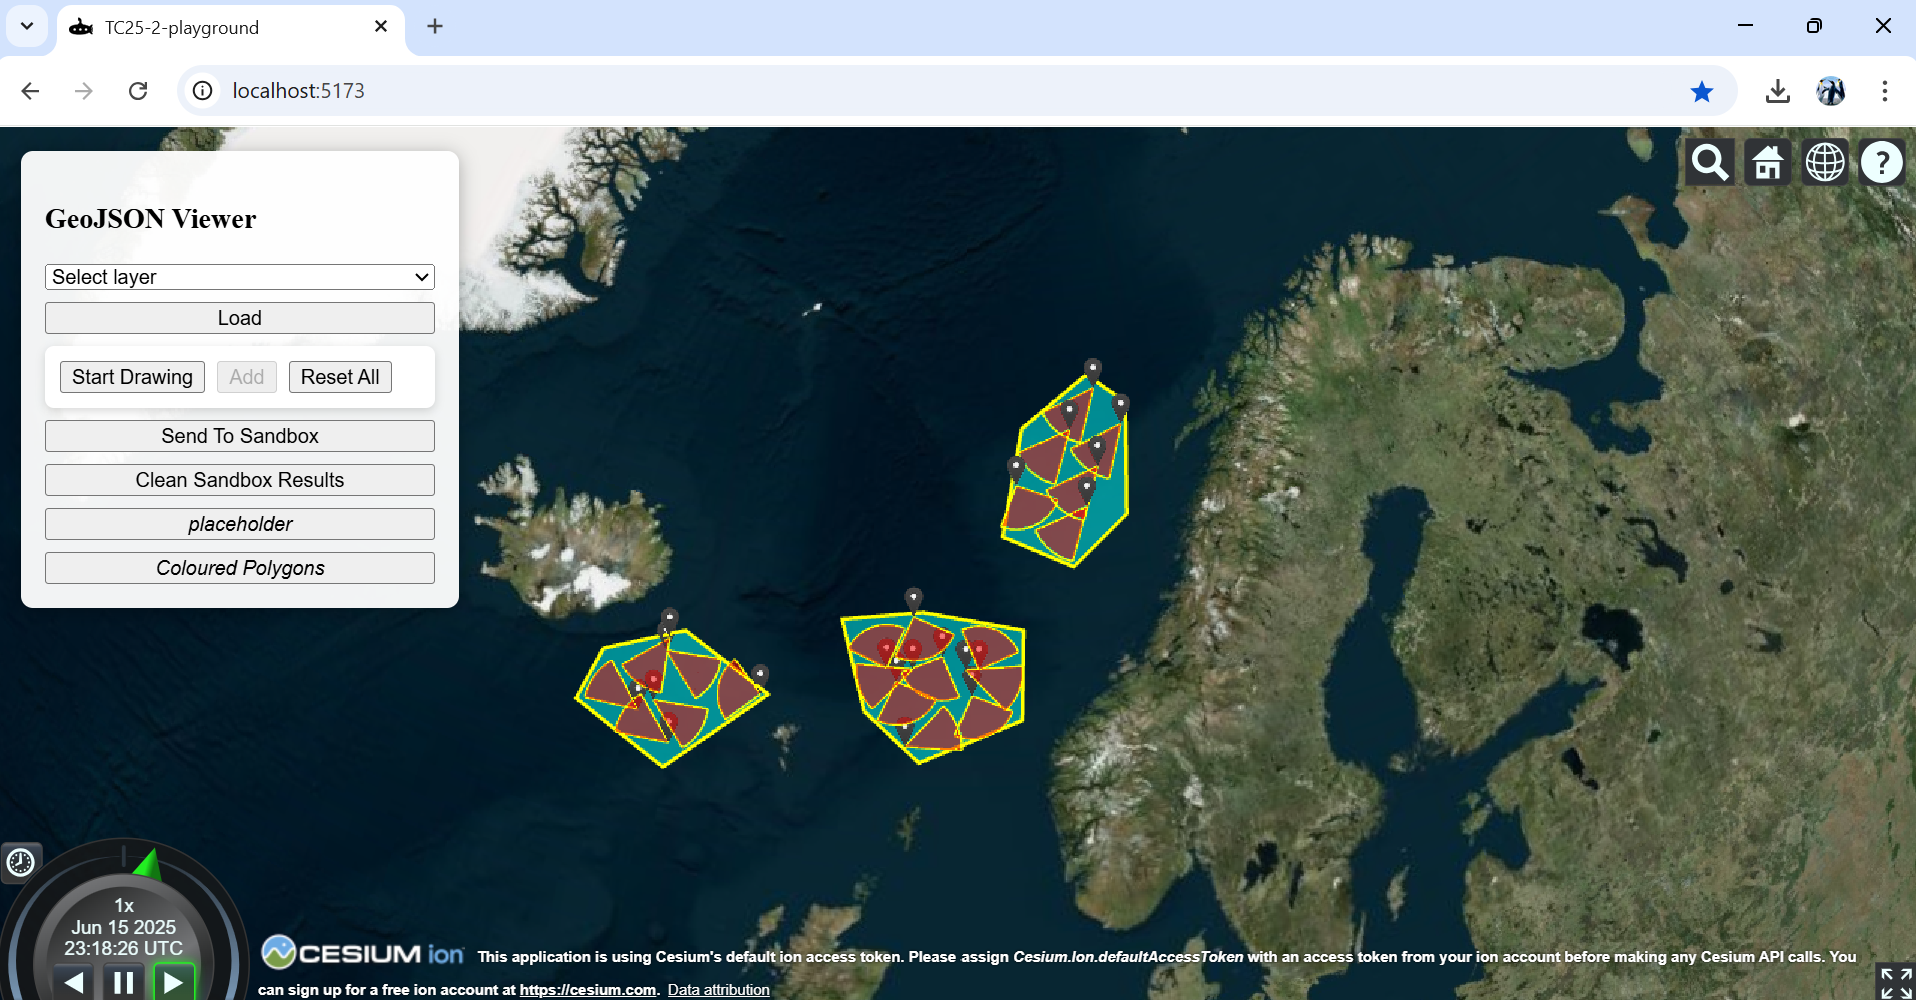 TC25-2-playground
localhost:5173
GeoJSON Viewer
Select layer
Load
Start Drawing Add Reset All
Send To Sandbox
Clean Sandbox Results
placeholder
Coloured Polygons
?
1x
Jun 15 2025
23:18:26 UTC
CESIUM ion This application is using Cesium's default ion access token. Please assign Cesium.Ion.defaultAccessToken with an access token from your ion account before making any Cesium API calls. You
can sign up for a free ion account at https://cesium.com. Data attribution